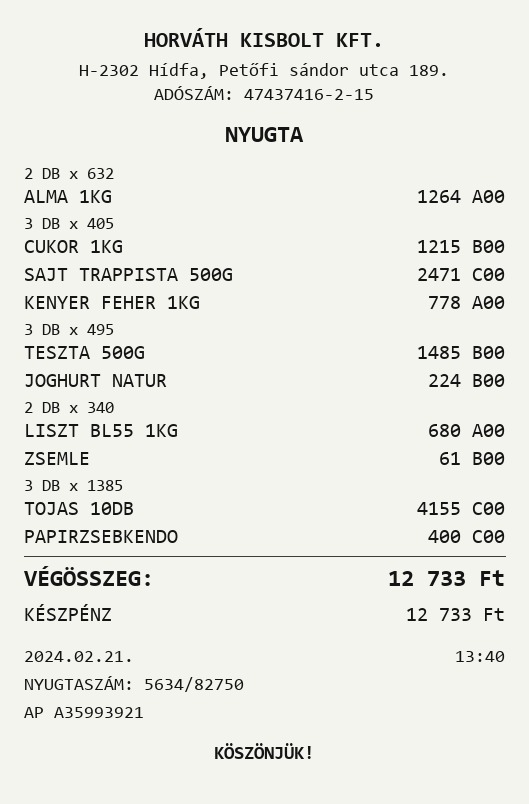 HORVÁTH KISBOLT KFT.
H-2302 Hídfa, Petőfi sándor utca 189.
ADÓSZÁM: 47437416-2-15
NYUGTA
2 DB x 632
ALMA 1KG 1264 A00
3 DB x 405
CUKOR 1KG 1215 B00
SAJT TRAPPISTA 500G 2471 C00
KENYER FEHER 1KG 778 A00
3 DB x 495
TESZTA 500G 1485 B00
JOGHURT NATUR 224 B00
2 DB x 340
LISZT BL55 1KG 680 A00
ZSEMLE 61 B00
3 DB x 1385
TOJAS 10DB 4155 C00
PAPIRZSEBKENDO 400 C00
VÉGÖSSZEG: 12 733 Ft
KÉSZPÉNZ 12 733 Ft
2024.02.21. 13:40
NYUGTASZÁM: 5634/82750
AP A35993921
KÖSZÖNJÜK!